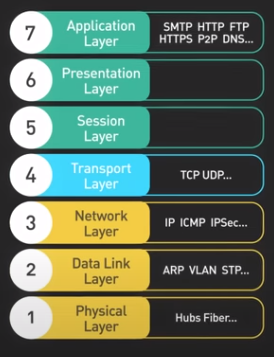 7
Application
Layer
SMTP HTTP FTP
HTTPS P2P DNS...
6
Presentation
Layer
5
Session
Layer
4
Transport
Layer
TCP UDP...
3
Network
Layer
IP ICMP IPSec...
2
Data Link
Layer
ARP VLAN STP...
1
Physical
Layer
Hubs Fiber...